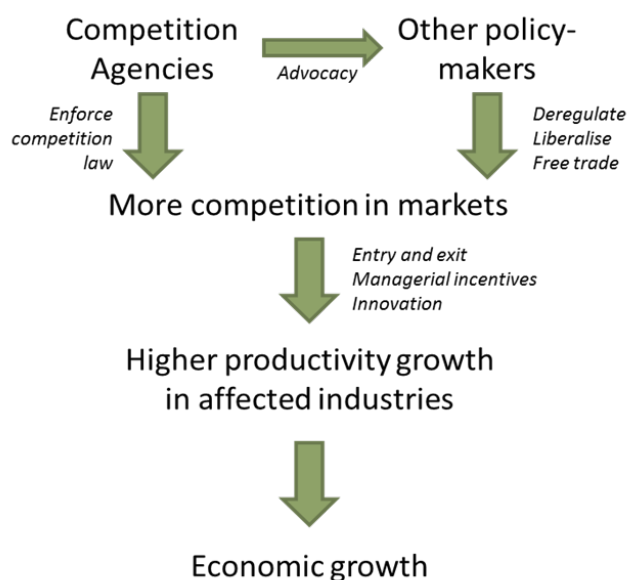 Competition
Agencies
Advocacy
Other policy-
makers
Enforce
competition
law
Deregulate
Liberalise
Free trade
More competition in markets
Entry and exit
Managerial incentives
Innovation
Higher productivity growth
in affected industries
Economic growth